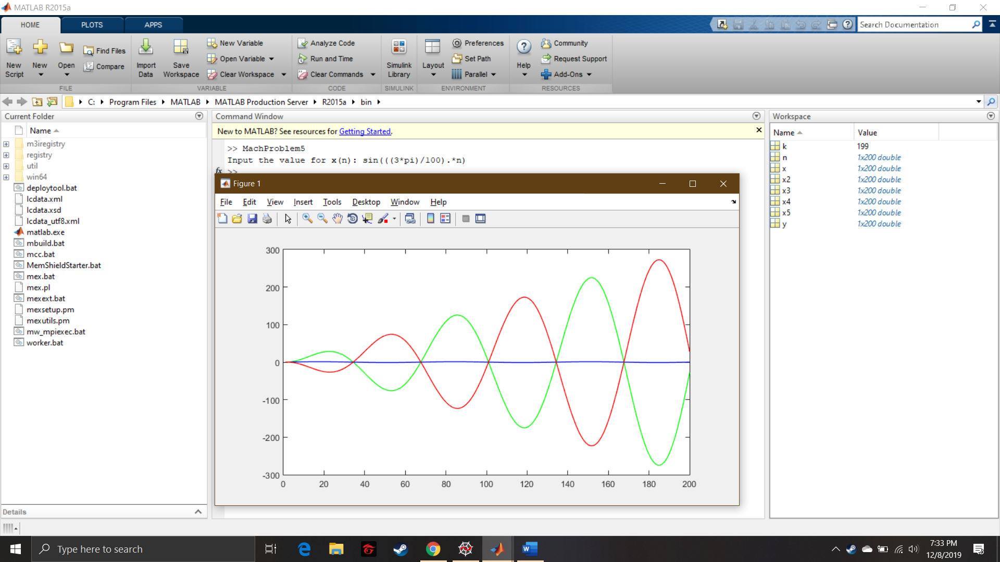 MATLAB R2015a
HOME PLOTS APPS
Search Documentation
New Script
New
Open
Find Files
Compare
Import Data
Save Workspace
New Variable
Open Variable
Clear Workspace
Analyze Code
Run and Time
Clear Commands
Simulink Library
Layout
Preferences
Set Path
Parallel
Help
Community
Request Support
Add-Ons
FILE VARIABLE CODE SIMULINK ENVIRONMENT RESOURCES
C: Program Files MATLAB MATLAB Production Server R2015a bin
Current Folder
Name
m3iregistry
registry
util
win64
deploytool.bat
lcdata.xml
lcdata.xsd
lcdata_utf8.xml
matlab.exe
mbuild.bat
mcc.bat
MemShieldStarter.bat
mex.bat
mex.pl
mexext.bat
mexsetup.pm
mexutils.pm
mw_mpiexec.bat
worker.bat
Details
Command Window
New to MATLAB? See resources for Getting Started.
>> MachProblem5
Input the value for x(n): sin(((3*pi)/100).*n)
fx >>
Figure 1
File Edit View Insert Tools Desktop Window Help
300
200
100
0
-100
-200
-300
0 20 40 60 80 100 120 140 160 180 200
Workspace
Name Value
k 199
n 1x200 double
x 1x200 double
x2 1x200 double
x3 1x200 double
x4 1x200 double
x5 1x200 double
y 1x200 double
Type here to search
7:33 PM
12/8/2019